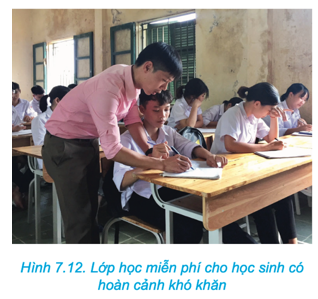 Hình 7.12. Lớp học miễn phí cho học sinh có
hoàn cảnh khó khăn